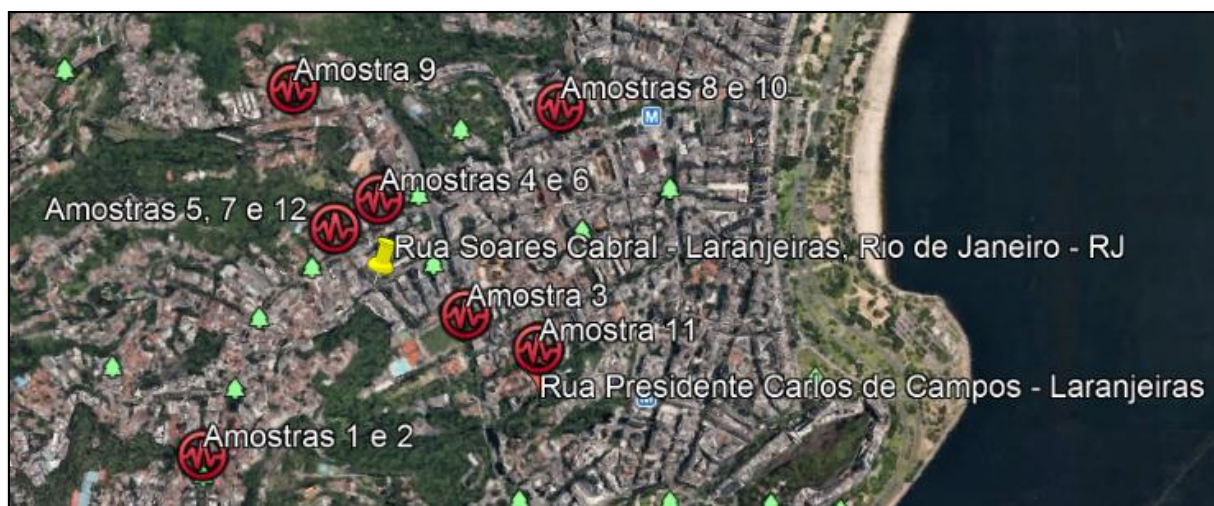 Amostra 9
Amostras 8 e 10
M
Amostras 4 e 6
Amostras 5, 7 e 12
Rua Soares Cabral - Laranjeiras, Rio de Janeiro - RJ
Amostra 3
Amostra 11
Rua Presidente Carlos de Campos - Laranjeiras
Amostras 1 e 2